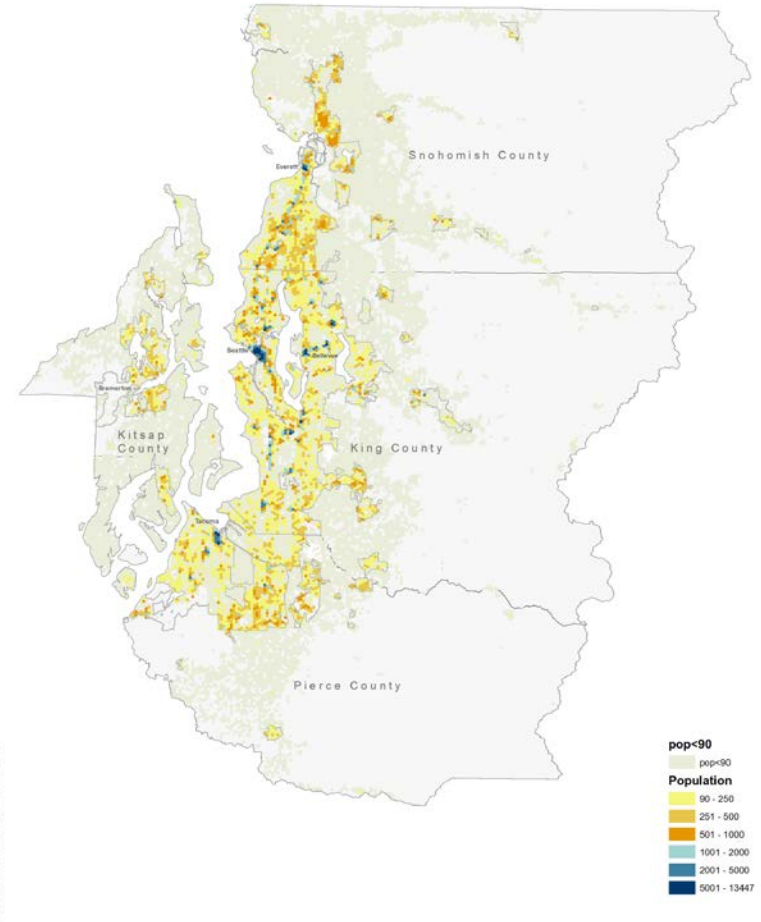 Snohomish County
Everett
Seattle
Bellevue
Bremerton
Kitsap
County
King County
Tacoma
Pierce County
pop<90
pop<90
Population
90 - 250
251 - 500
501 - 1000
1001 - 2000
2001 - 5000
5001 - 13447